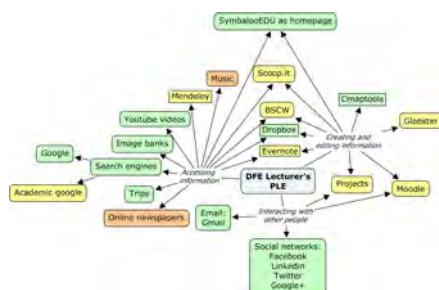 SymbalooEDU as homepage
Music
Scoop.it
Mendeley
Cmaptools
Youtube videos
BSCW
Glogster
Dropbox
Image banks
Creating and
editing information
Google
Evernote
Search engines
Accessing
information
DFE Lecturer's
PLE
Academic google
Trips
Projects
Moodle
Online newspapers
Email:
Gmail
Interacting with
other people
Social networks:
Facebook
Linkedin
Twitter
Google+